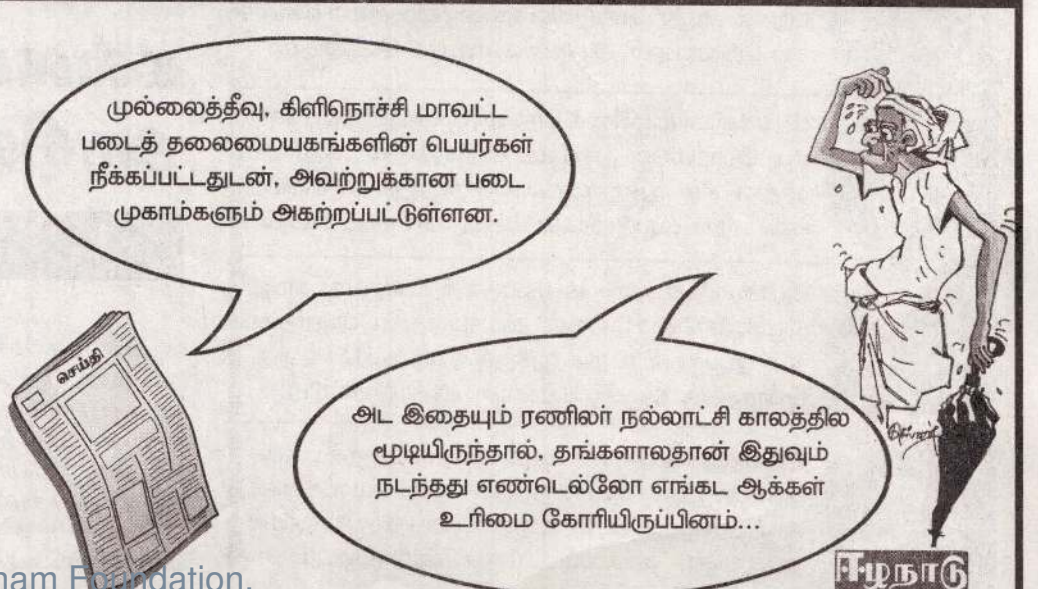 முல்லைத்தீவு, கிளிநொச்சி மாவட்ட
படைத் தலைமையகங்களின் பெயர்கள்
நீக்கப்பட்டதுடன், அவற்றுக்கான படை
முகாம்களும் அகற்றப்பட்டுள்ளன.
செய்தி
அட இதையும் ரணிலர் நல்லாட்சி காலத்தில
மூடியிருந்தால், தங்களாலதான் இதுவும்
நடந்தது எண்டெல்லோ எங்கட ஆக்கள்
உரிமை கோரியிருப்பினம்...
ஈழநாடு
ham Foundation.